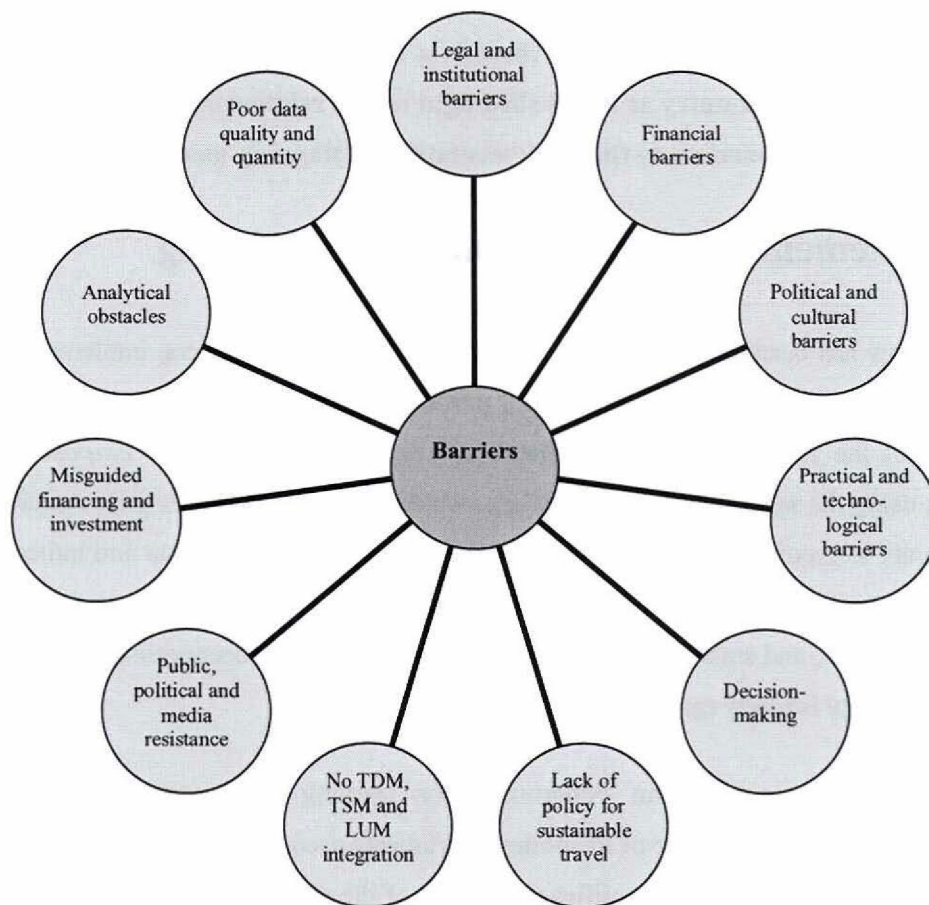 Legal and
institutional
barriers
Financial
barriers
Political and
cultural
barriers
Practical and
techno-
logical
barriers
Decision-
making
Lack of
policy for
sustainable
travel
No TDM,
TSM and
LUM
integration
Public,
political and
media
resistance
Misguided
financing and
investment
Analytical
obstacles
Poor data
quality and
quantity
Barriers